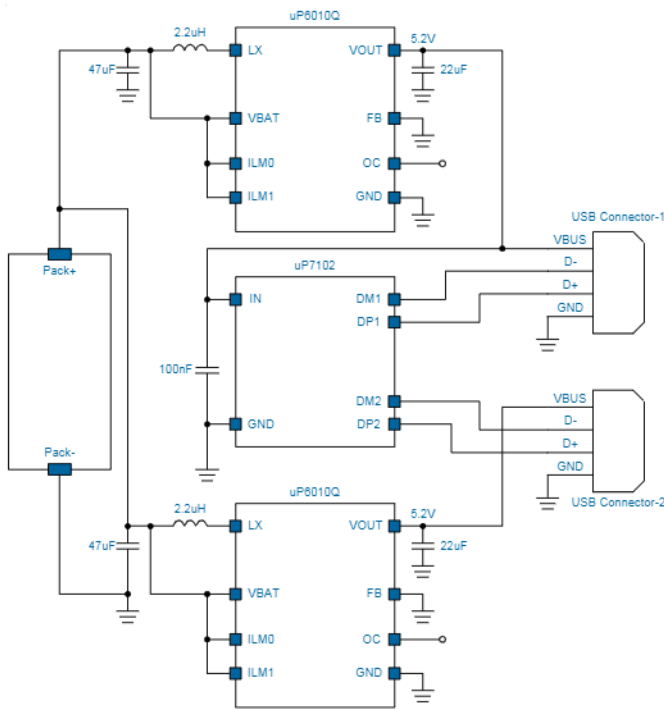 uP6010Q
2.2uH
LX
VOUT
5.2V
47uF
22uF
VBAT
FB
ILM0
OC
ILM1
GND
USB Connector-1
VBUS
D-
D+
GND
Pack+
Pack-
uP7102
IN
DM1
DP1
100nF
DM2
GND
DP2
VBUS
D-
D+
GND
USB Connector-2
uP6010Q
2.2uH
LX
VOUT
5.2V
47uF
22uF
VBAT
FB
ILM0
OC
ILM1
GND